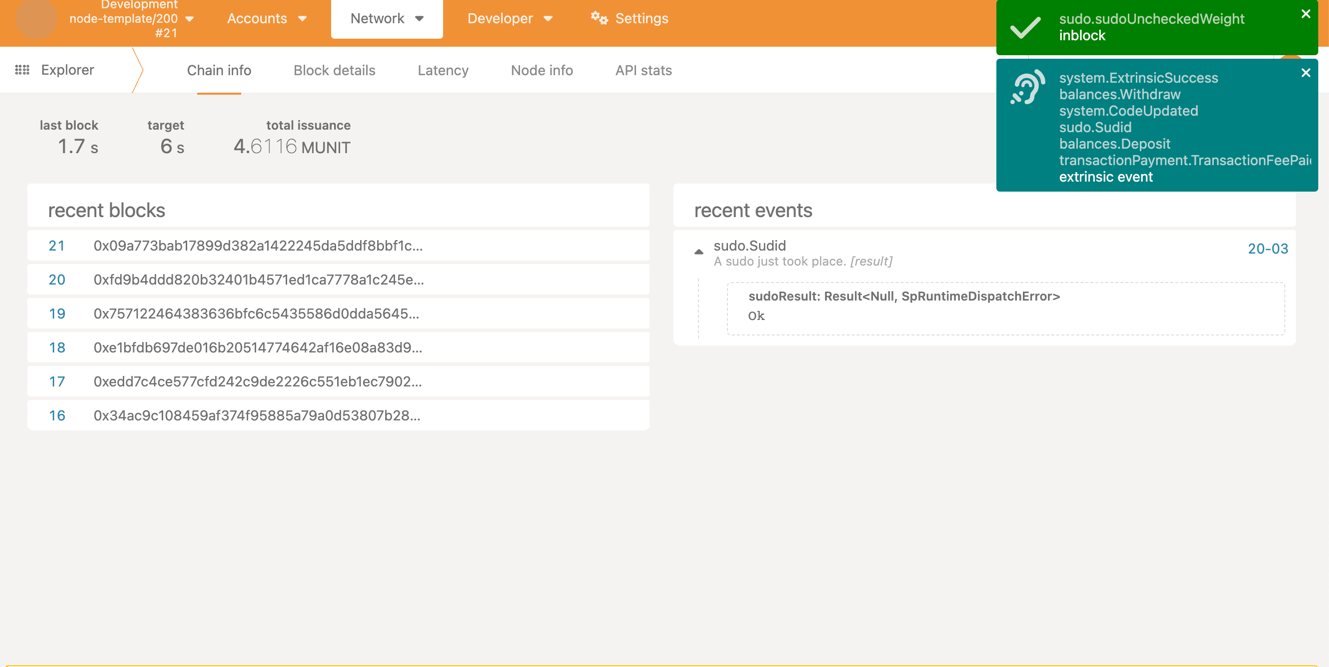 Development
node-template/200
#21
Accounts
Network
Developer
Settings
sudo.sudoUncheckedWeight
inblock
system.ExtrinsicSuccess
balances.Withdraw
system.CodeUpdated
sudo.Sudid
balances.Deposit
transactionPayment.TransactionFeePai
extrinsic event
Explorer
Chain info
Block details
Latency
Node info
API stats
last block
1.7 s
target
6 s
total issuance
4.6116 MUNIT
recent blocks
21 0x09a773bab17899d382a1422245da5ddf8bbf1c...
20 0xfd9b4ddd820b32401b4571ed1ca7778a1c245e...
19 0x757122464383636bfc6c5435586d0dda5645...
18 0xe1bfdb697de016b20514774642af16e08a83d9...
17 0xedd7c4ce577cfd242c9de2226c551eb1ec7902...
16 0x34ac9c108459af374f95885a79a0d53807b28...
recent events
sudo.Sudid
20-03
A sudo just took place. [result]
sudoResult: Result<Null, SpRuntimeDispatchError>
Ok